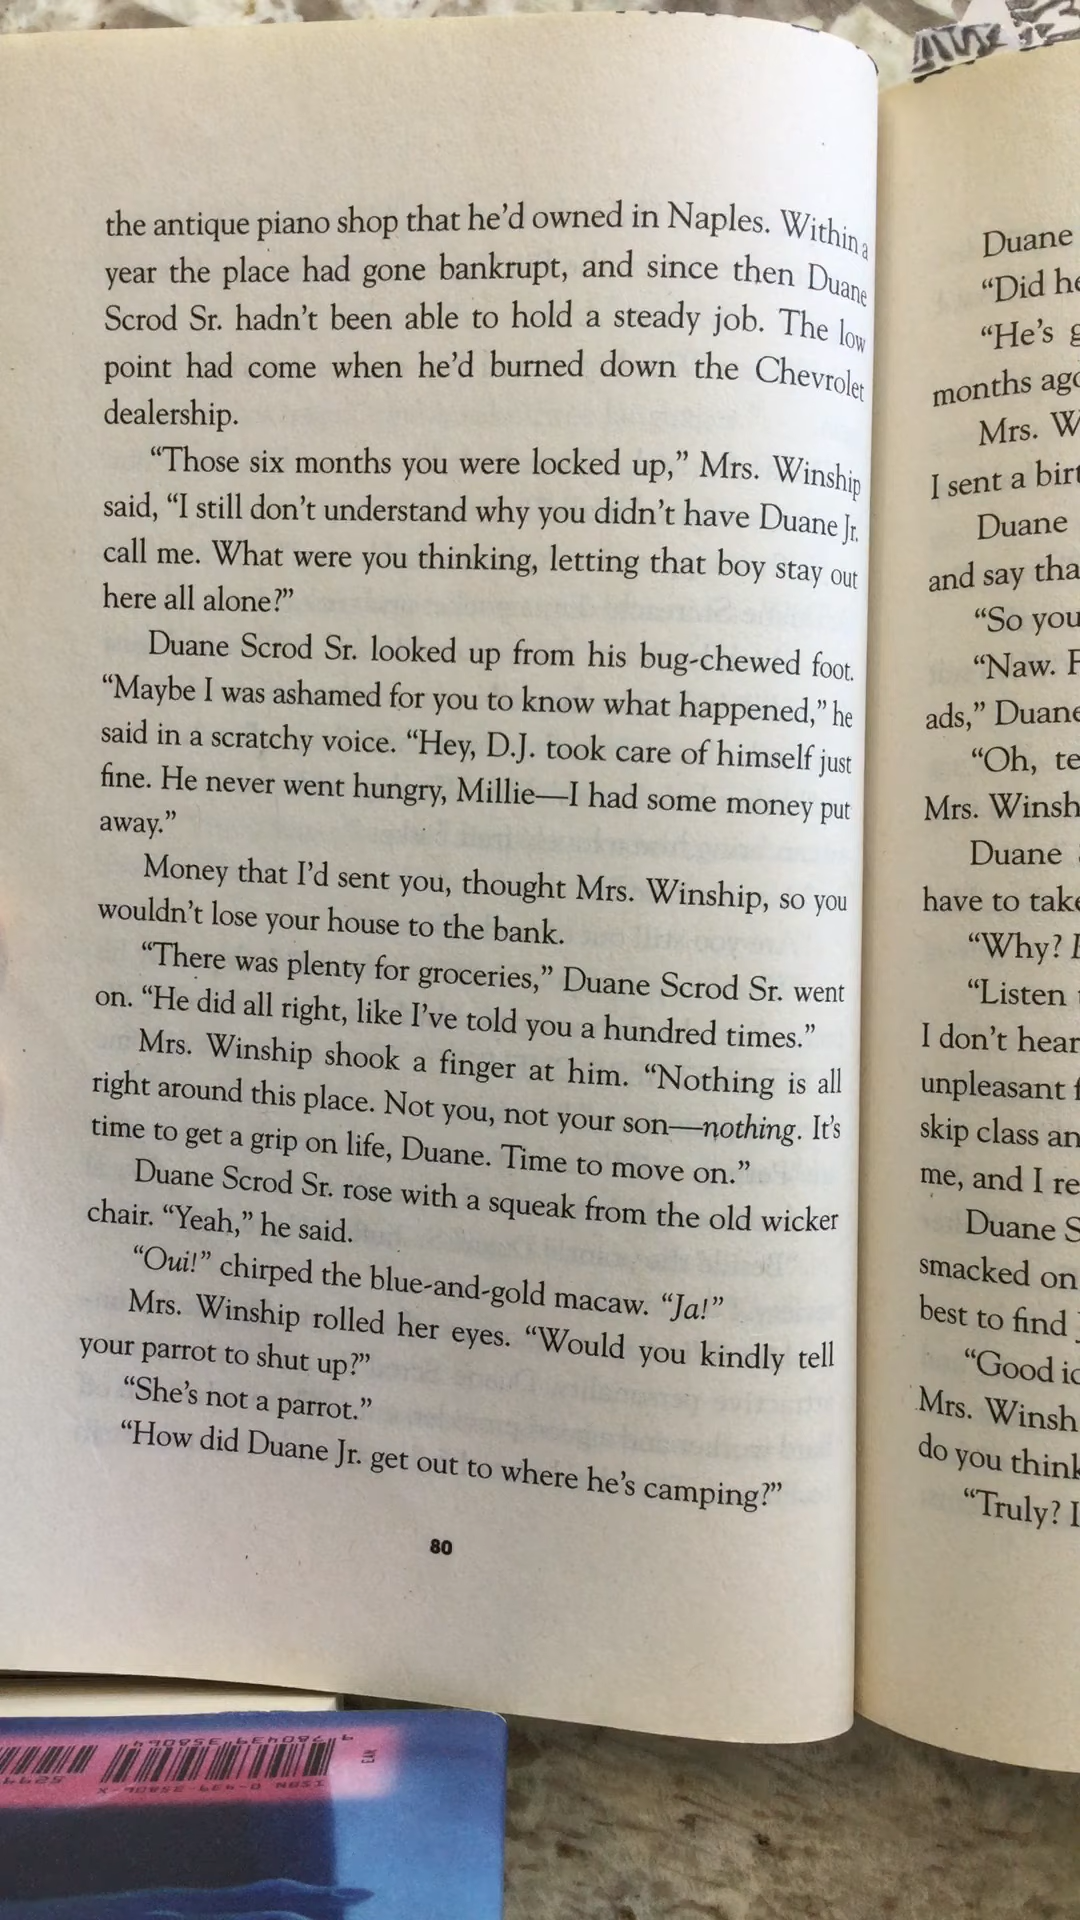 the antique piano shop that he'd owned in Naples. Within a
year the place had gone bankrupt, and since then Duane
Scrod Sr. hadn't been able to hold a steady job. The low
point had come when he'd burned down the Chevrolet
dealership.
“Those six months you were locked up,” Mrs. Winship
said, “I still don't understand why you didn't have Duane Jr.
call me. What were you thinking, letting that boy stay out
here all alone?”
Duane Scrod Sr. looked up from his bug-chewed foot.
“Maybe I was ashamed for you to know what happened,” he
said in a scratchy voice. “Hey, D.J. took care of himself just
fine. He never went hungry, Millie—I had some money put
away.”
Money that I'd sent you, thought Mrs. Winship, so you
wouldn't lose your house to the bank.
“There was plenty for groceries,” Duane Scrod Sr. went
on. “He did all right, like I've told you a hundred times.”
Mrs. Winship shook a finger at him. “Nothing is all
right around this place. Not you, not your son—nothing. It's
time to get a grip on life, Duane. Time to move on.”
Duane Scrod Sr. rose with a squeak from the old wicker
chair. “Yeah,” he said.
“Oui!” chirped the blue-and-gold macaw. “Ja!”
Mrs. Winship rolled her eyes. “Would you kindly tell
your parrot to shut up?”
“She's not a parrot.”
“How did Duane Jr. get out to where he's camping?”
80
Duane
“Did he
“He's
months
Mrs. W
I sent a
Duane
and say
“So you
“Naw.
ads,” Duane
“Oh,
Mrs. Winsh
Duane
have to take
“Why?
“Listen
I don't hear
unpleasant
skip class an
me, and I re
Duane S
smacked on
best to find
“Good
Mrs. Winsh
do you think
“Truly? I
EAN